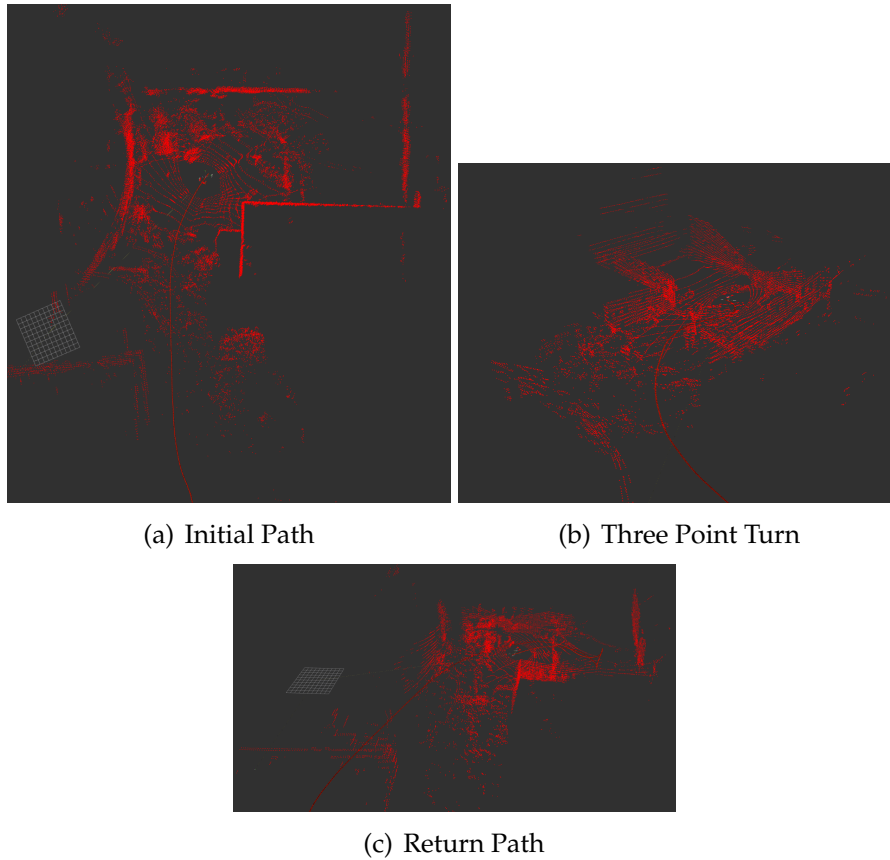 (a) Initial Path
(b) Three Point Turn
(c) Return Path